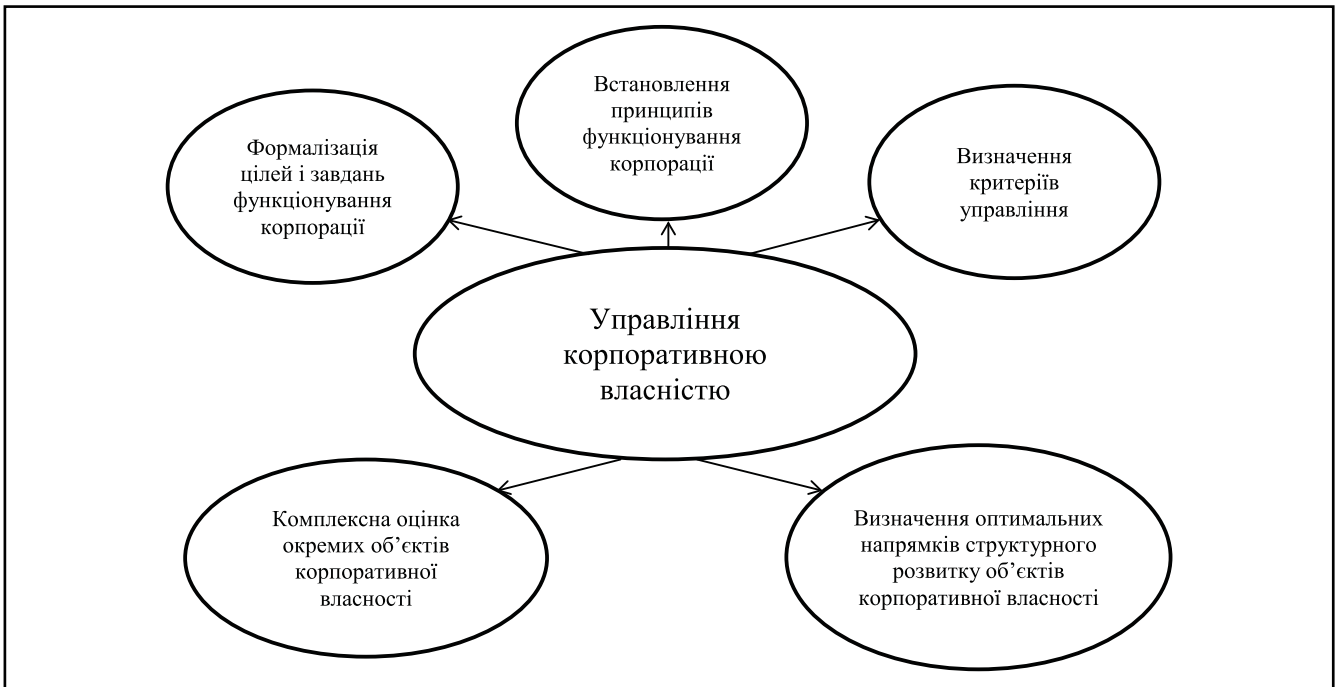 Встановлення
принципів
функціонування
корпорації
Формалізація
цілей і завдань
функціонування
корпорації
Визначення
критеріїв
управління
Управління
корпоративною
власністю
Комплексна оцінка
окремих об’єктів
корпоративної
власності
Визначення оптимальних
напрямків структурного
розвитку об’єктів
корпоративної власності